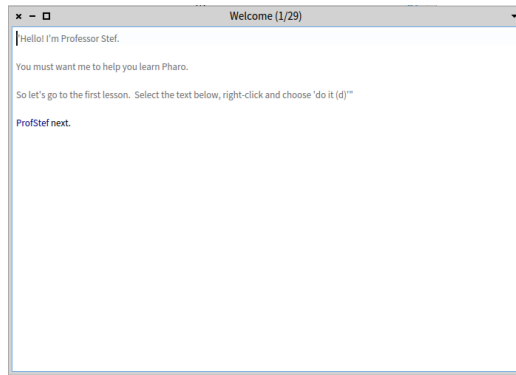 Welcome (1/29)
"Hello! I'm Professor Stef.
You must want me to help you learn Pharo.
So let's go to the first lesson.  Select the text below, right-click and choose 'do it (d)'"
ProfStef next.